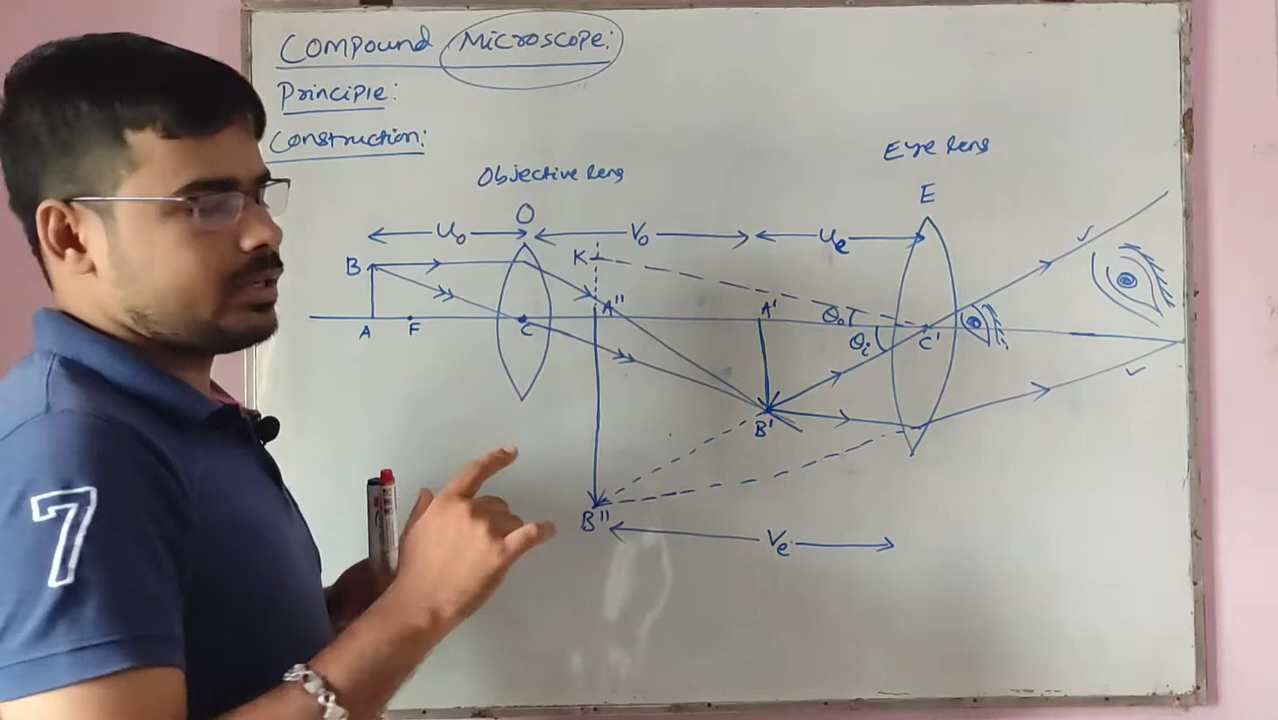 Compound Microscope:
Principle:
Construction:
Objective lens
Eye lens
O
E
U₀
V₀
Uₑ
K
B
A"
A'
θ₀
A
F
C
θᵢ
C'
B'
B"
Vₑ
7